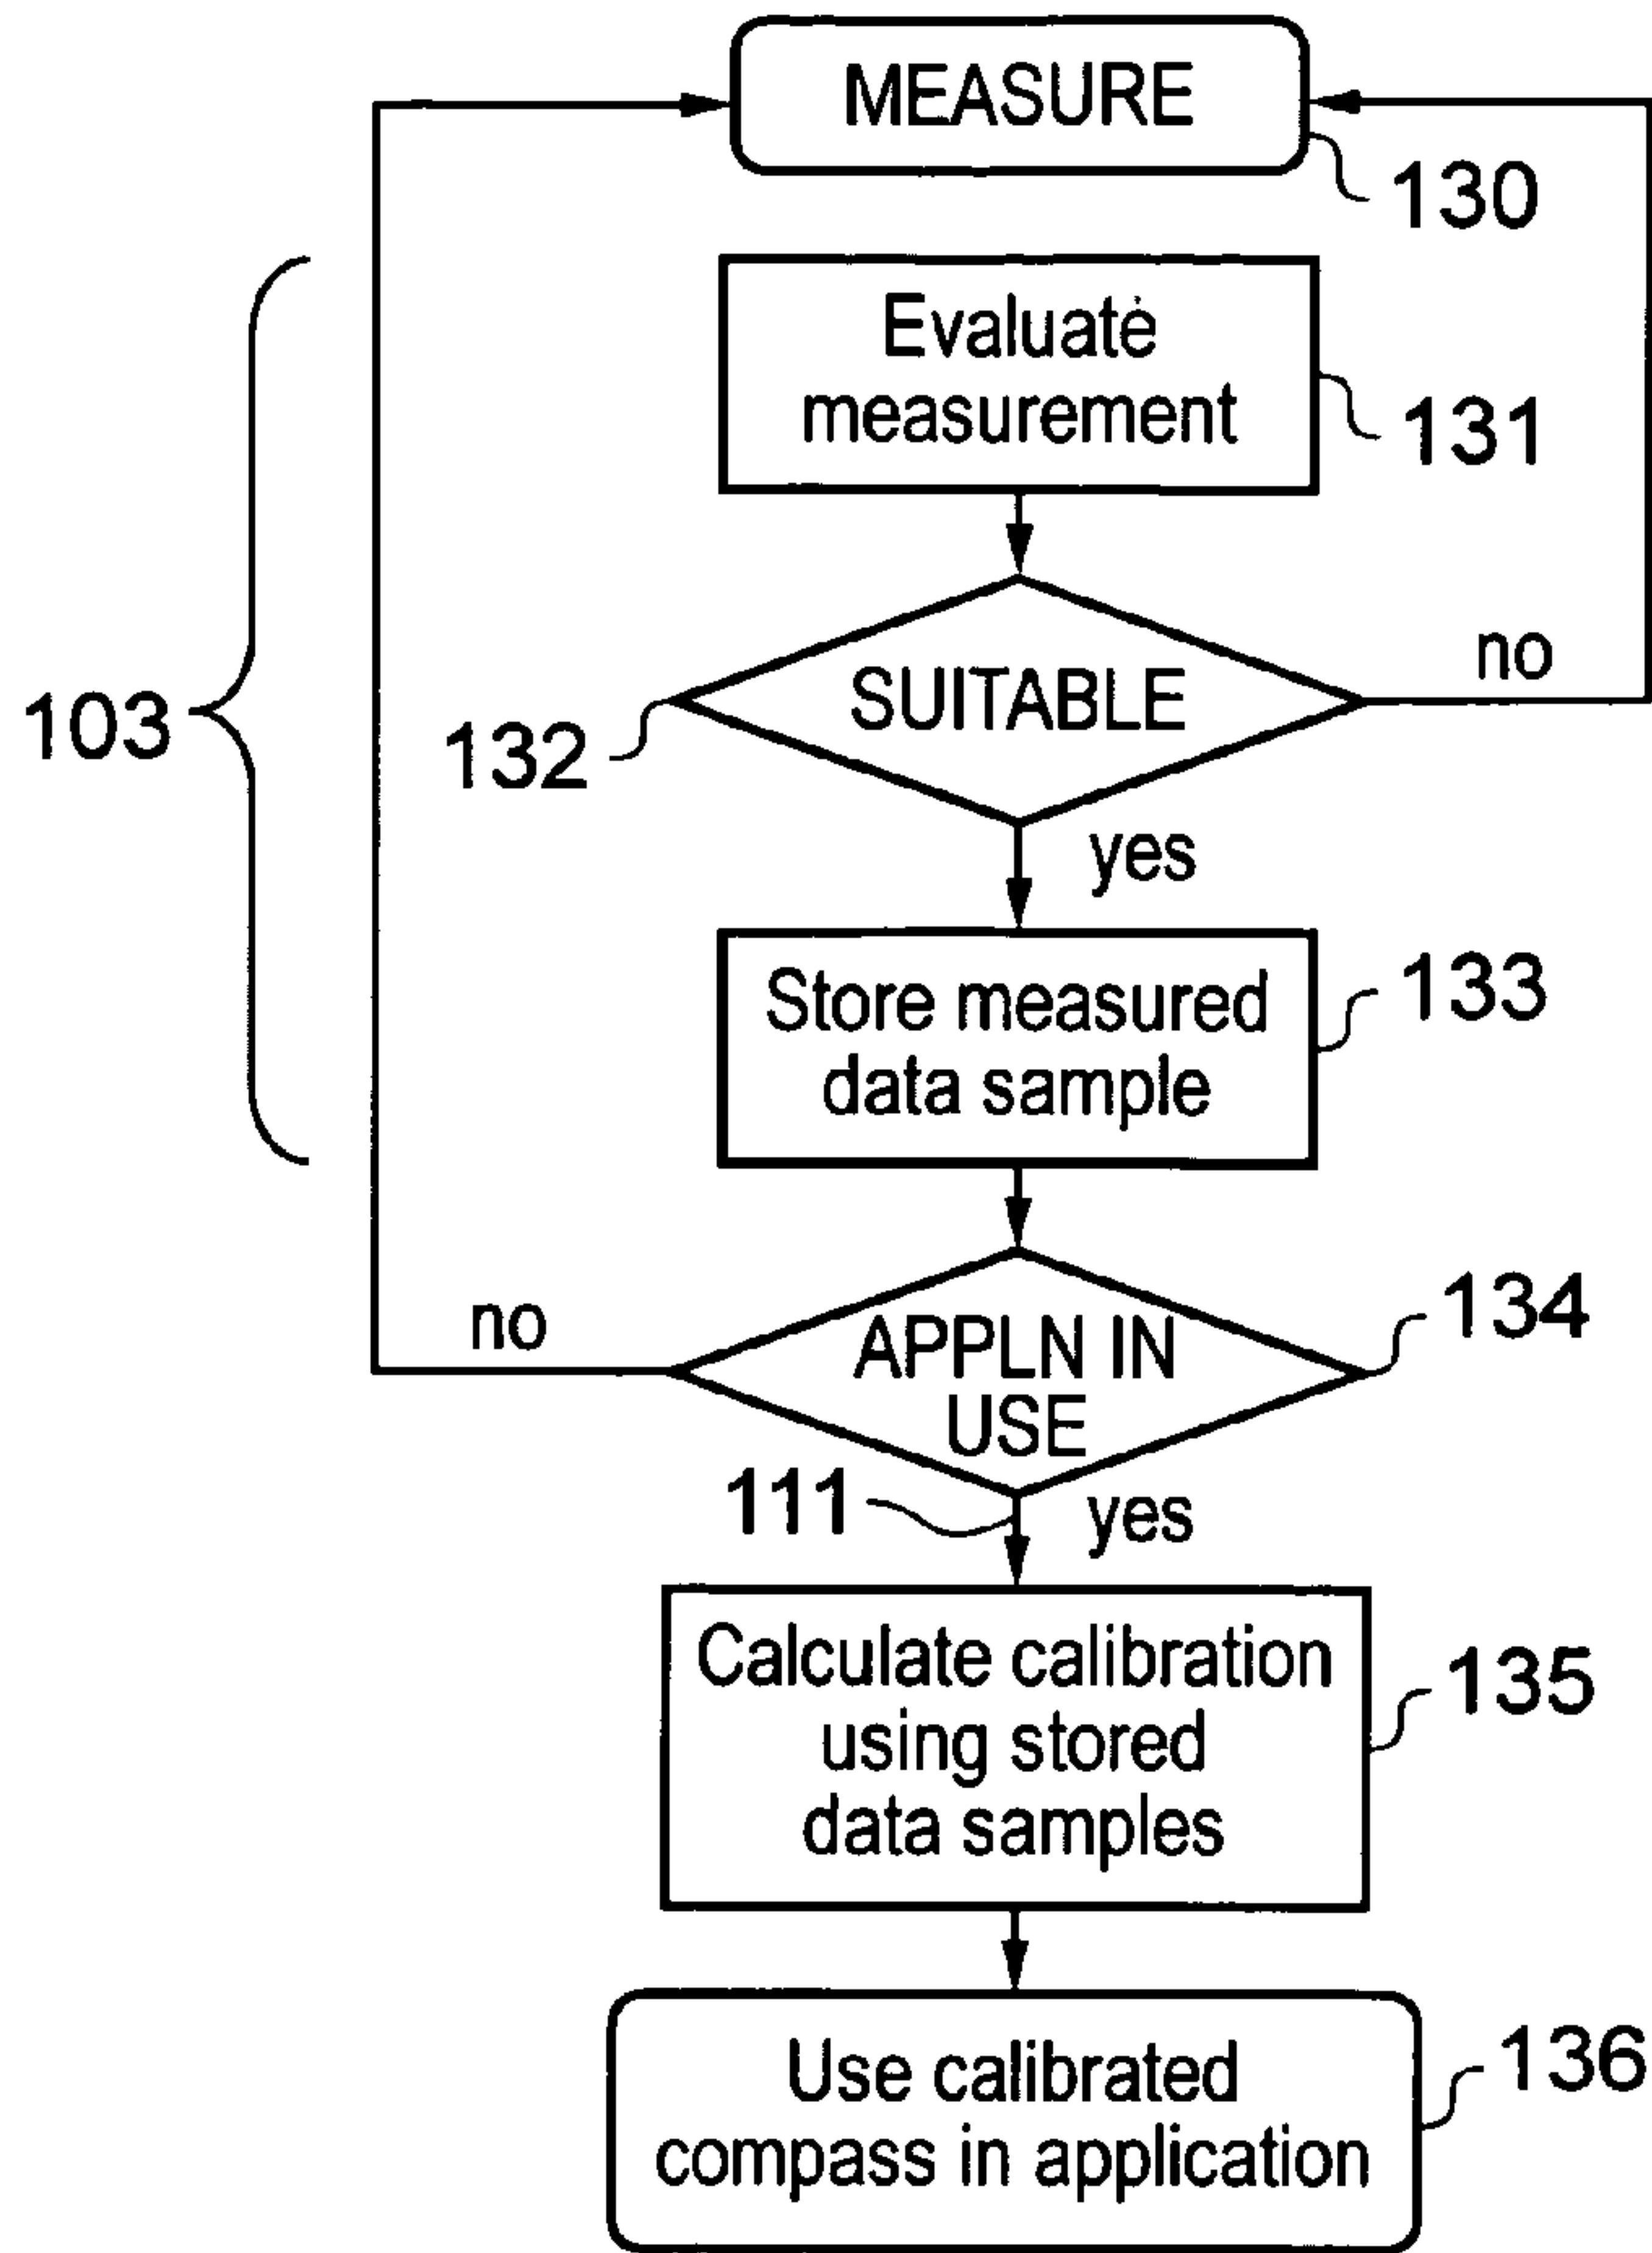 MEASURE
130
Evaluate
measurement
131
SUITABLE
no
103
132
yes
Store measured
data sample
133
APPLN IN
USE
no
134
111
yes
Calculate calibration
using stored
data samples
135
Use calibrated
compass in application
136